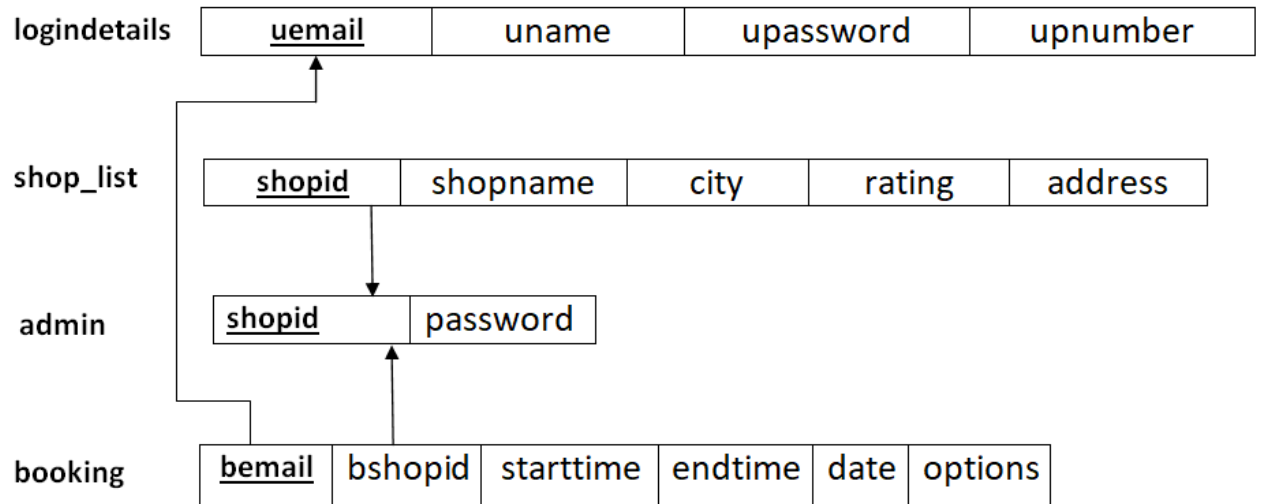 logindetails uemail uname upassword upnumber
shop_list shopid shopname city rating address
admin shopid password
booking bemail bshopid starttime endtime date options